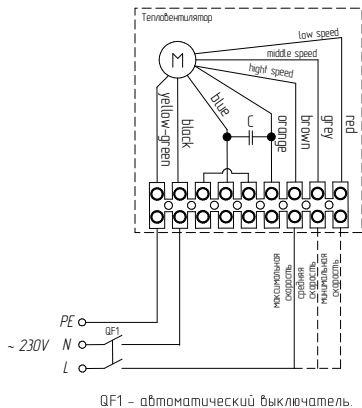 Тепловентилятор
low speed
middle speed
hight speed
M
yellow-green
black
blue
C
orange
brown
grey
red
максимальная
скорость
средняя
скорость
минимальная
скорость
PE
QF1
~ 230V
N
L
QF1 – автоматический выключатель.